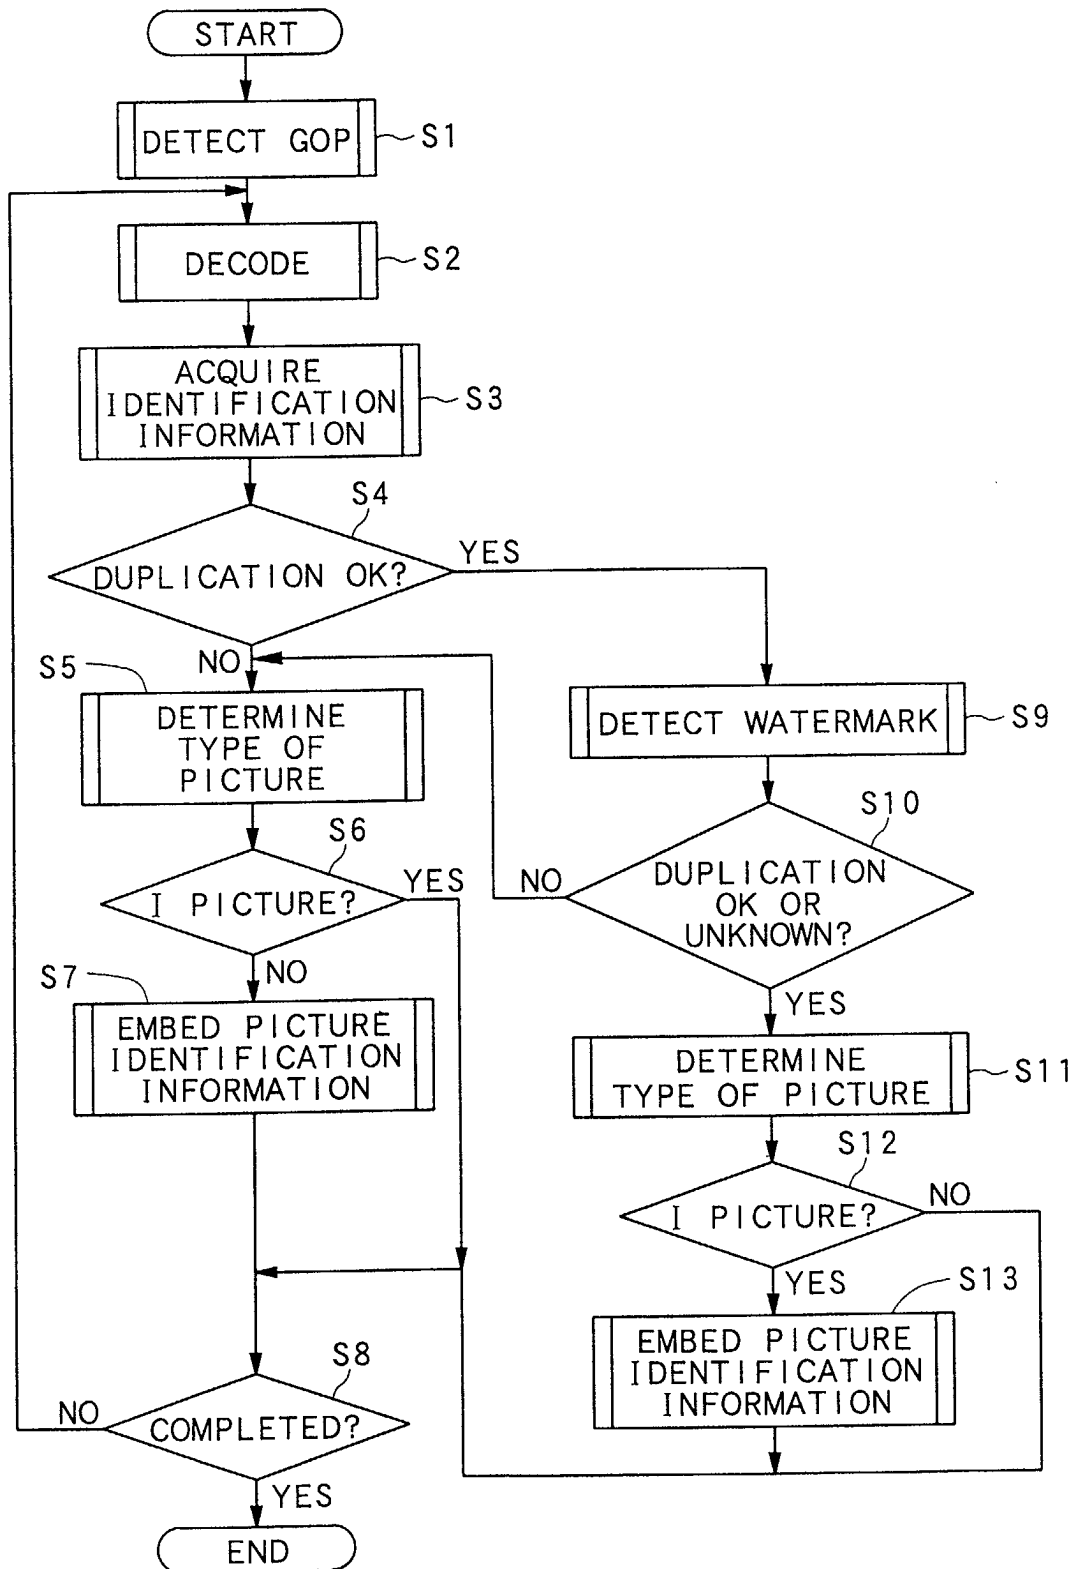 START
DETECT GOP
S1
DECODE
S2
ACQUIRE
IDENTIFICATION
INFORMATION
S3
S4
DUPLICATION OK?
YES
NO
S5
DETERMINE
TYPE OF
PICTURE
DETECT WATERMARK
S9
S6
I PICTURE?
YES
NO
S10
DUPLICATION
OK OR
UNKNOWN?
NO
YES
S7
EMBED PICTURE
IDENTIFICATION
INFORMATION
DETERMINE
TYPE OF PICTURE
S11
S12
I PICTURE?
NO
YES
S13
EMBED PICTURE
IDENTIFICATION
INFORMATION
S8
COMPLETED?
NO
YES
END